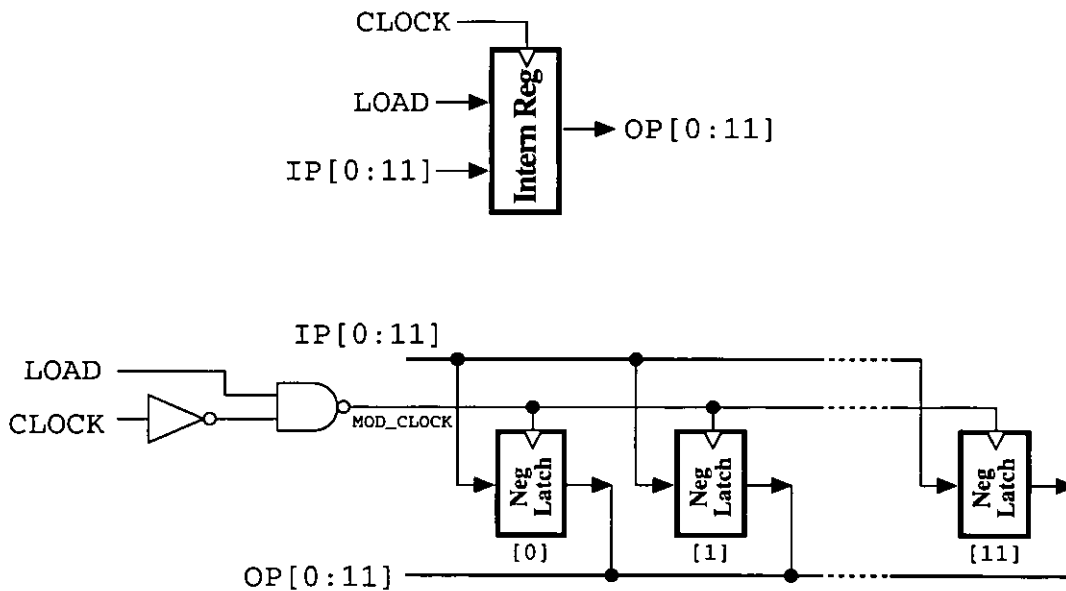 CLOCK
LOAD
IP[0:11]
Intern Reg
OP[0:11]
IP[0:11]
LOAD
CLOCK
MOD_CLOCK
Neg
Latch
[0]
Neg
Latch
[1]
Neg
Latch
[11]
OP[0:11]